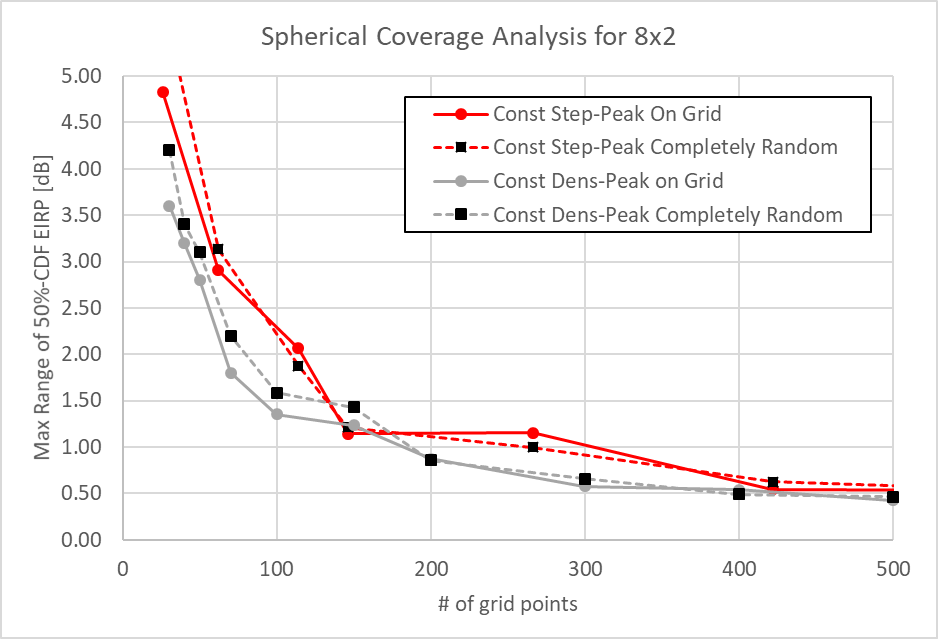 Spherical Coverage Analysis for 8x2
Max Range of 50%-CDF EIRP [dB]
5.00
4.50
4.00
3.50
3.00
2.50
2.00
1.50
1.00
0.50
0.00
Const Step-Peak On Grid
Const Step-Peak Completely Random
Const Dens-Peak on Grid
Const Dens-Peak Completely Random
0 100 200 300 400 500
# of grid points